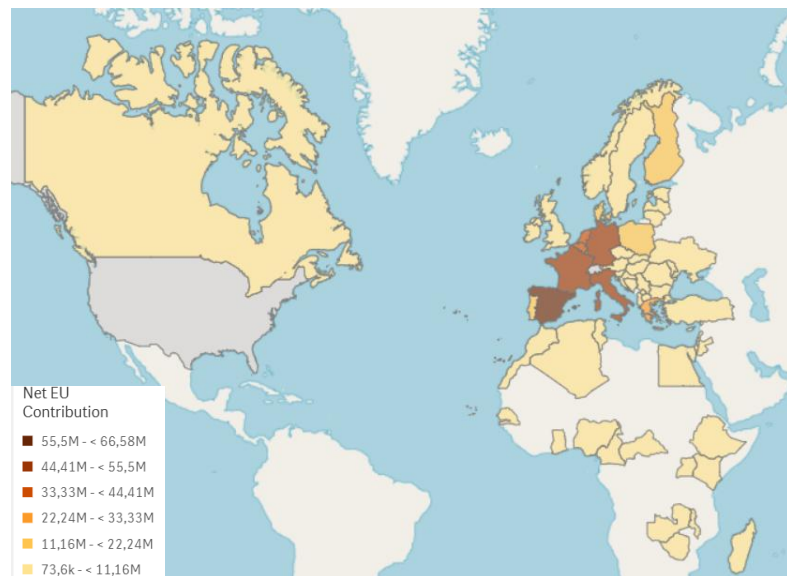 Net EU
Contribution
55,5M - < 66,58M
44,41M - < 55,5M
33,33M - < 44,41M
22,24M - < 33,33M
11,16M - < 22,24M
73,6k - < 11,16M